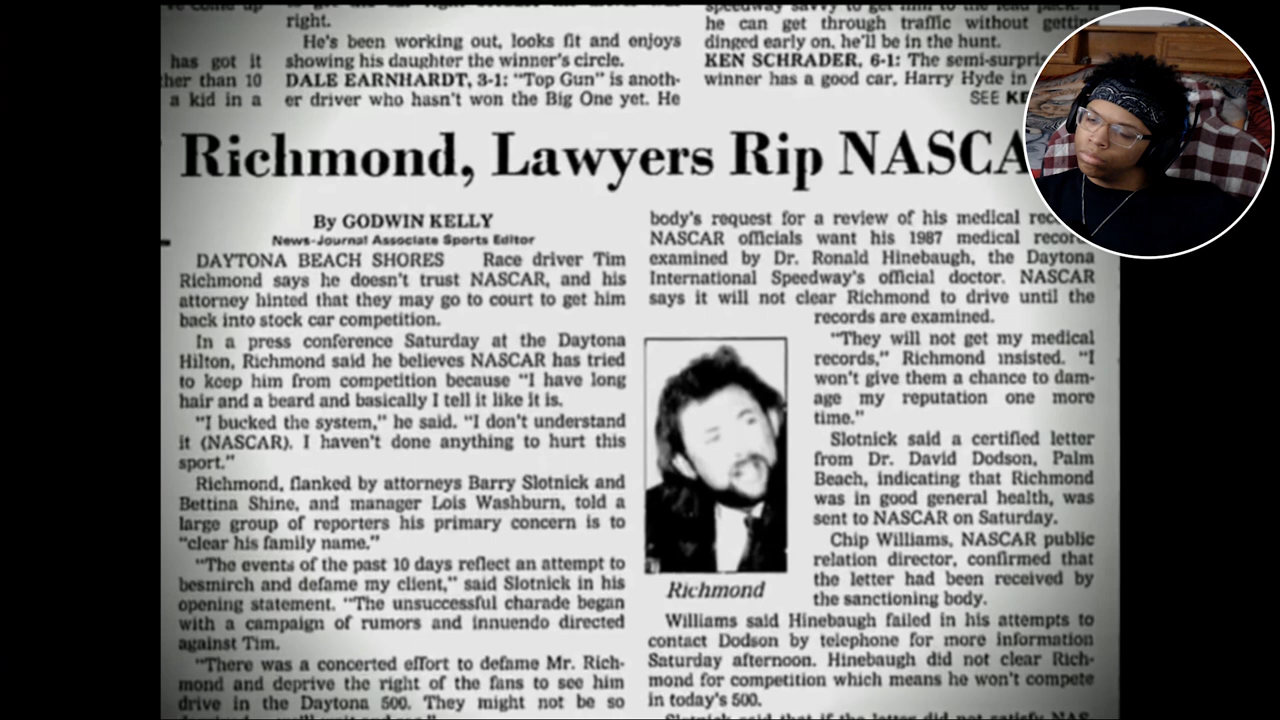 right.
He's been working out, looks fit and enjoys
showing his daughter the winner's circle.
DALE EARNHARDT, 3-1: "Top Gun" is anoth-
er driver who hasn't won the Big One yet. He
has got it
ther than 10
a kid in a
he can get through traffic without getting
dinged early on, he'll be in the hunt.
KEN SCHRADER, 6-1: The semi-surpri
winner has a good car, Harry Hyde in
SEE
Richmond, Lawyers Rip NASCA
By GODWIN KELLY
News-Journal Associate Sports Editor
DAYTONA BEACH SHORES Race driver Tim
Richmond says he doesn't trust NASCAR, and his
attorney hinted that they may go to court to get him
back into stock car competition.
In a press conference Saturday at the Daytona
Hilton, Richmond said he believes NASCAR has tried
to keep him from competition because "I have long
hair and a beard and basically I tell it like it is.
"I bucked the system," he said. "I don't understand
it (NASCAR). I haven't done anything to hurt this
sport."
Richmond, flanked by attorneys Barry Slotnick and
Bettina Shine, and manager Lois Washburn, told a
large group of reporters his primary concern is to
"clear his family name."
"The events of the past 10 days reflect an attempt to
besmirch and defame my client," said Slotnick in his
opening statement. "The unsuccessful charade began
with a campaign of rumors and innuendo directed
against Tim.
"There was a concerted effort to defame Mr. Rich-
mond and deprive the right of the fans to see him
drive in the Daytona 500. They might not be so
body's request for a review of his medical rec
NASCAR officials want his 1987 medical record
examined by Dr. Ronald Hinebaugh, the Daytona
International Speedway's official doctor. NASCAR
says it will not clear Richmond to drive until the
records are examined.
"They will not get my medical
records," Richmond insisted. "I
won't give them a chance to dam-
age my reputation one more
time."
Slotnick said a certified letter
from Dr. David Dodson, Palm
Beach, indicating that Richmond
was in good general health, was
sent to NASCAR on Saturday.
Chip Williams, NASCAR public
relation director, confirmed that
the letter had been received by
the sanctioning body.
Richmond
Williams said Hinebaugh failed in his attempts to
contact Dodson by telephone for more information
Saturday afternoon. Hinebaugh did not clear Rich-
mond for competition which means he won't compete
in today's 500.